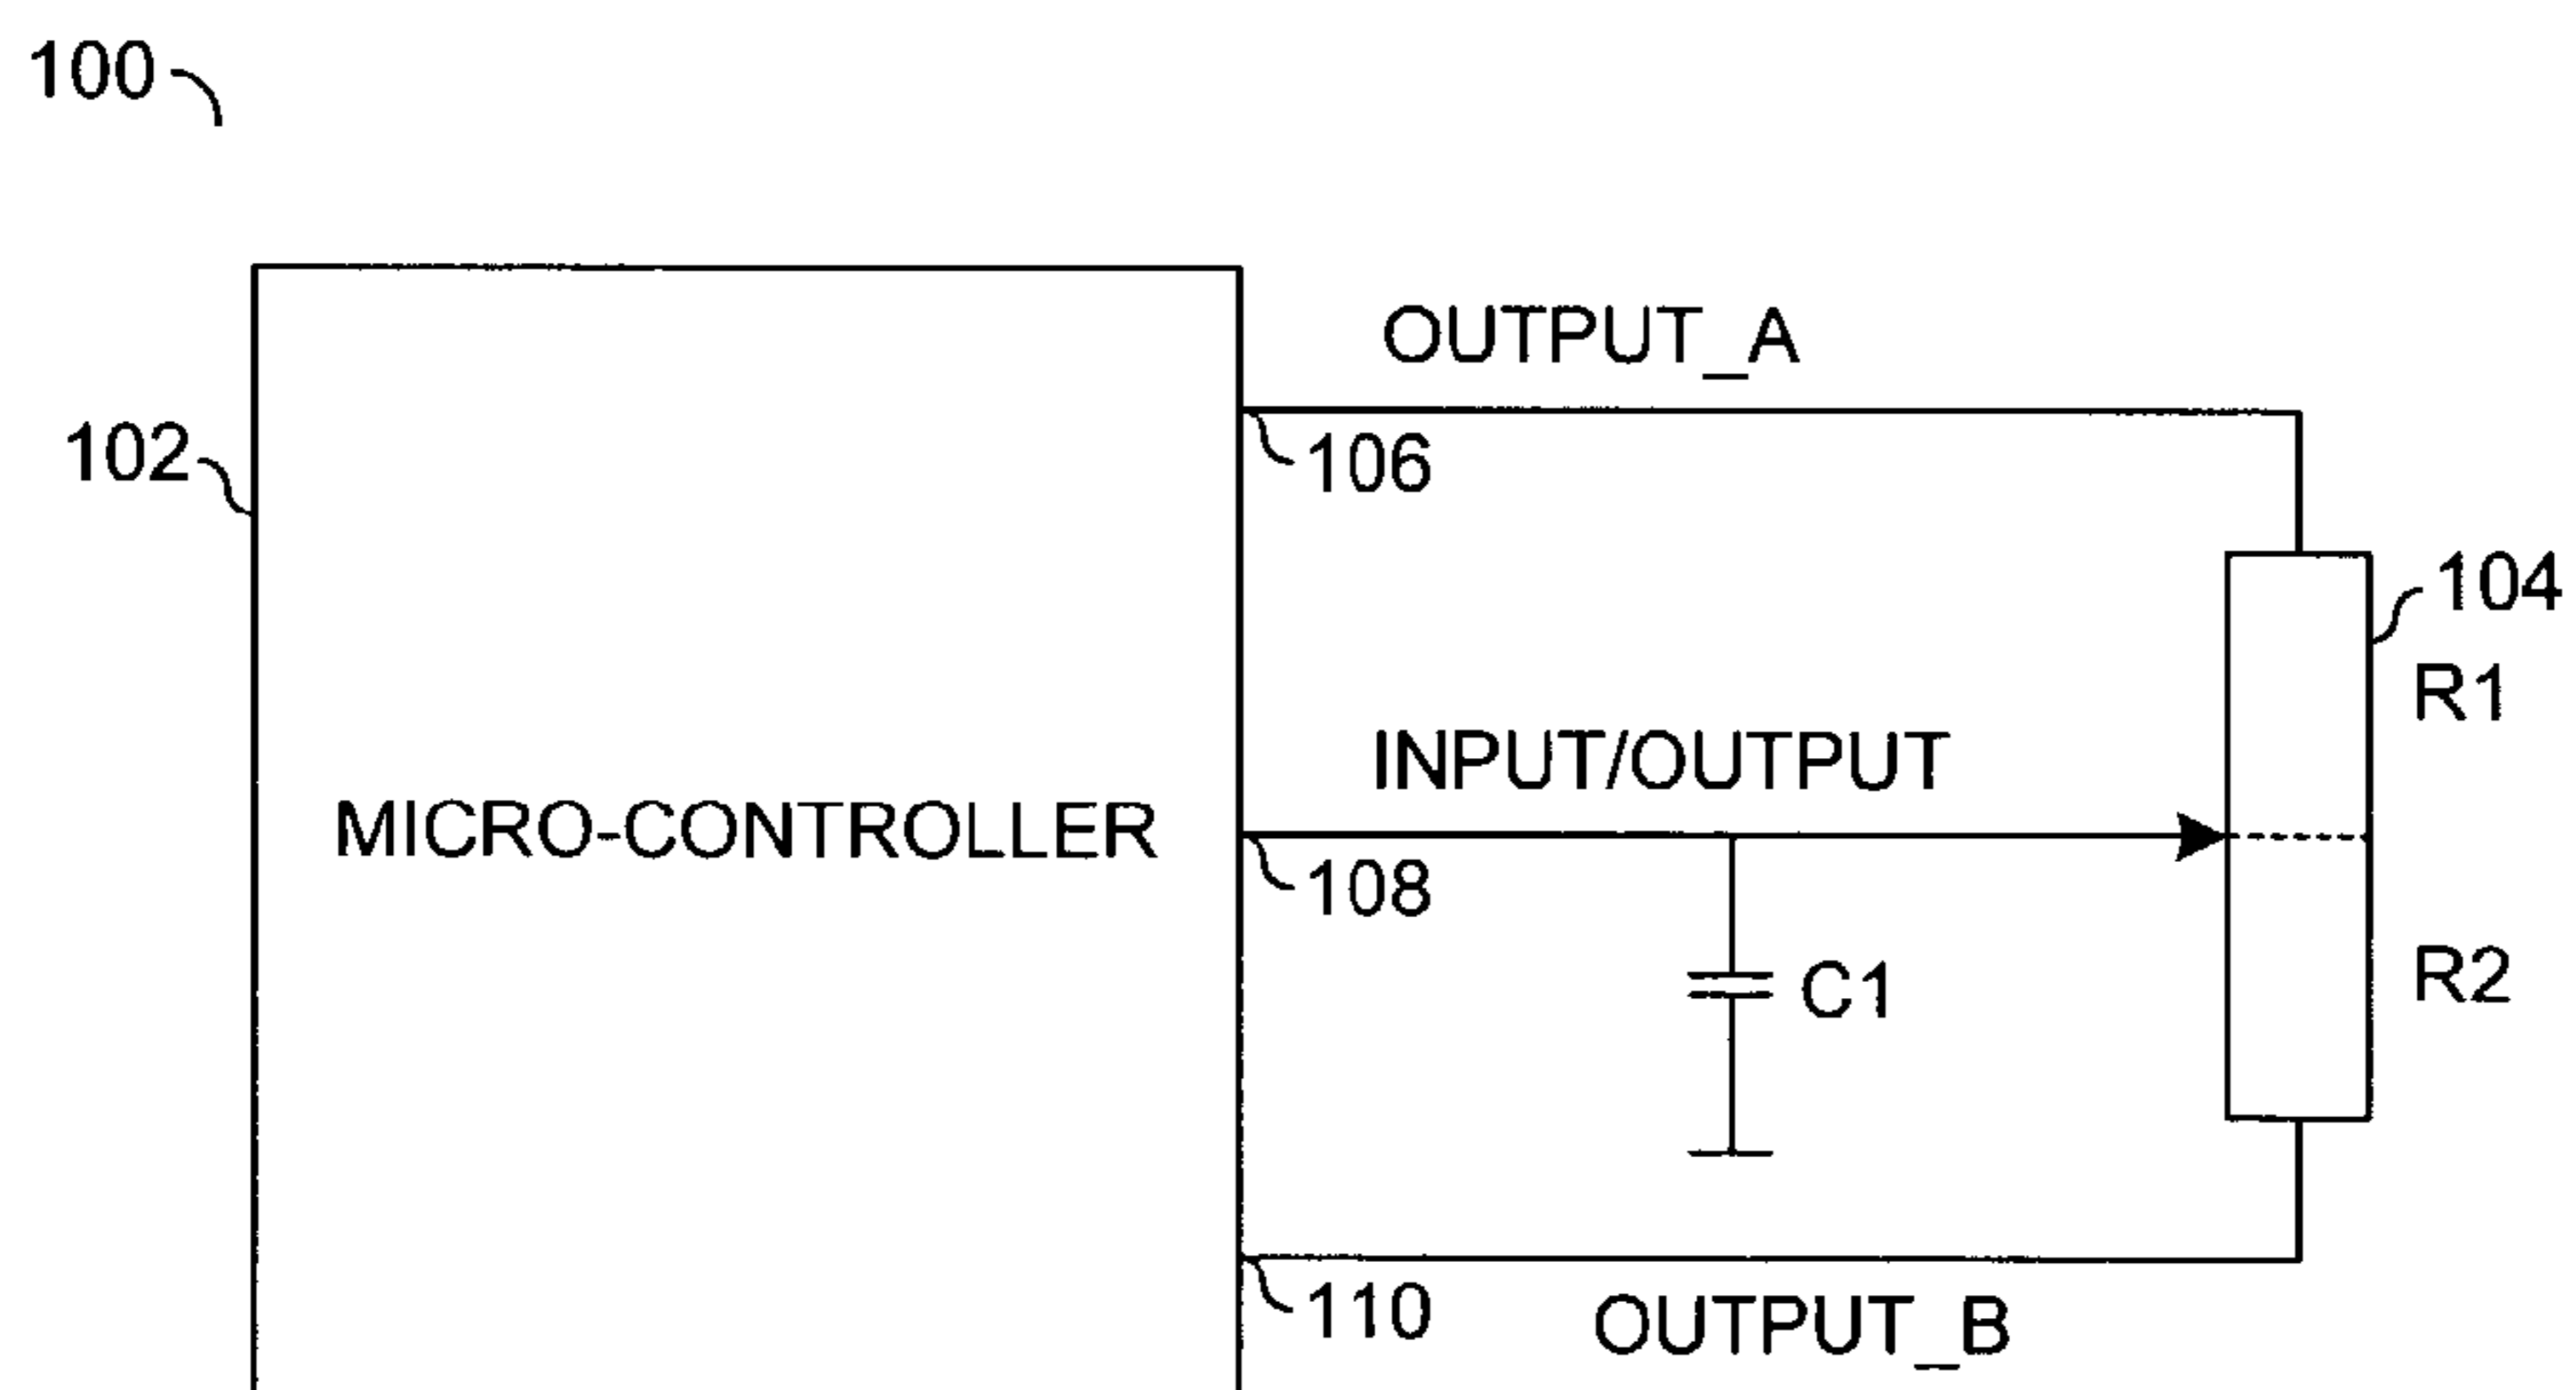 100
OUTPUT_A
102
106
104
R1
INPUT/OUTPUT
MICRO-CONTROLLER
108
C1
R2
110
OUTPUT_B